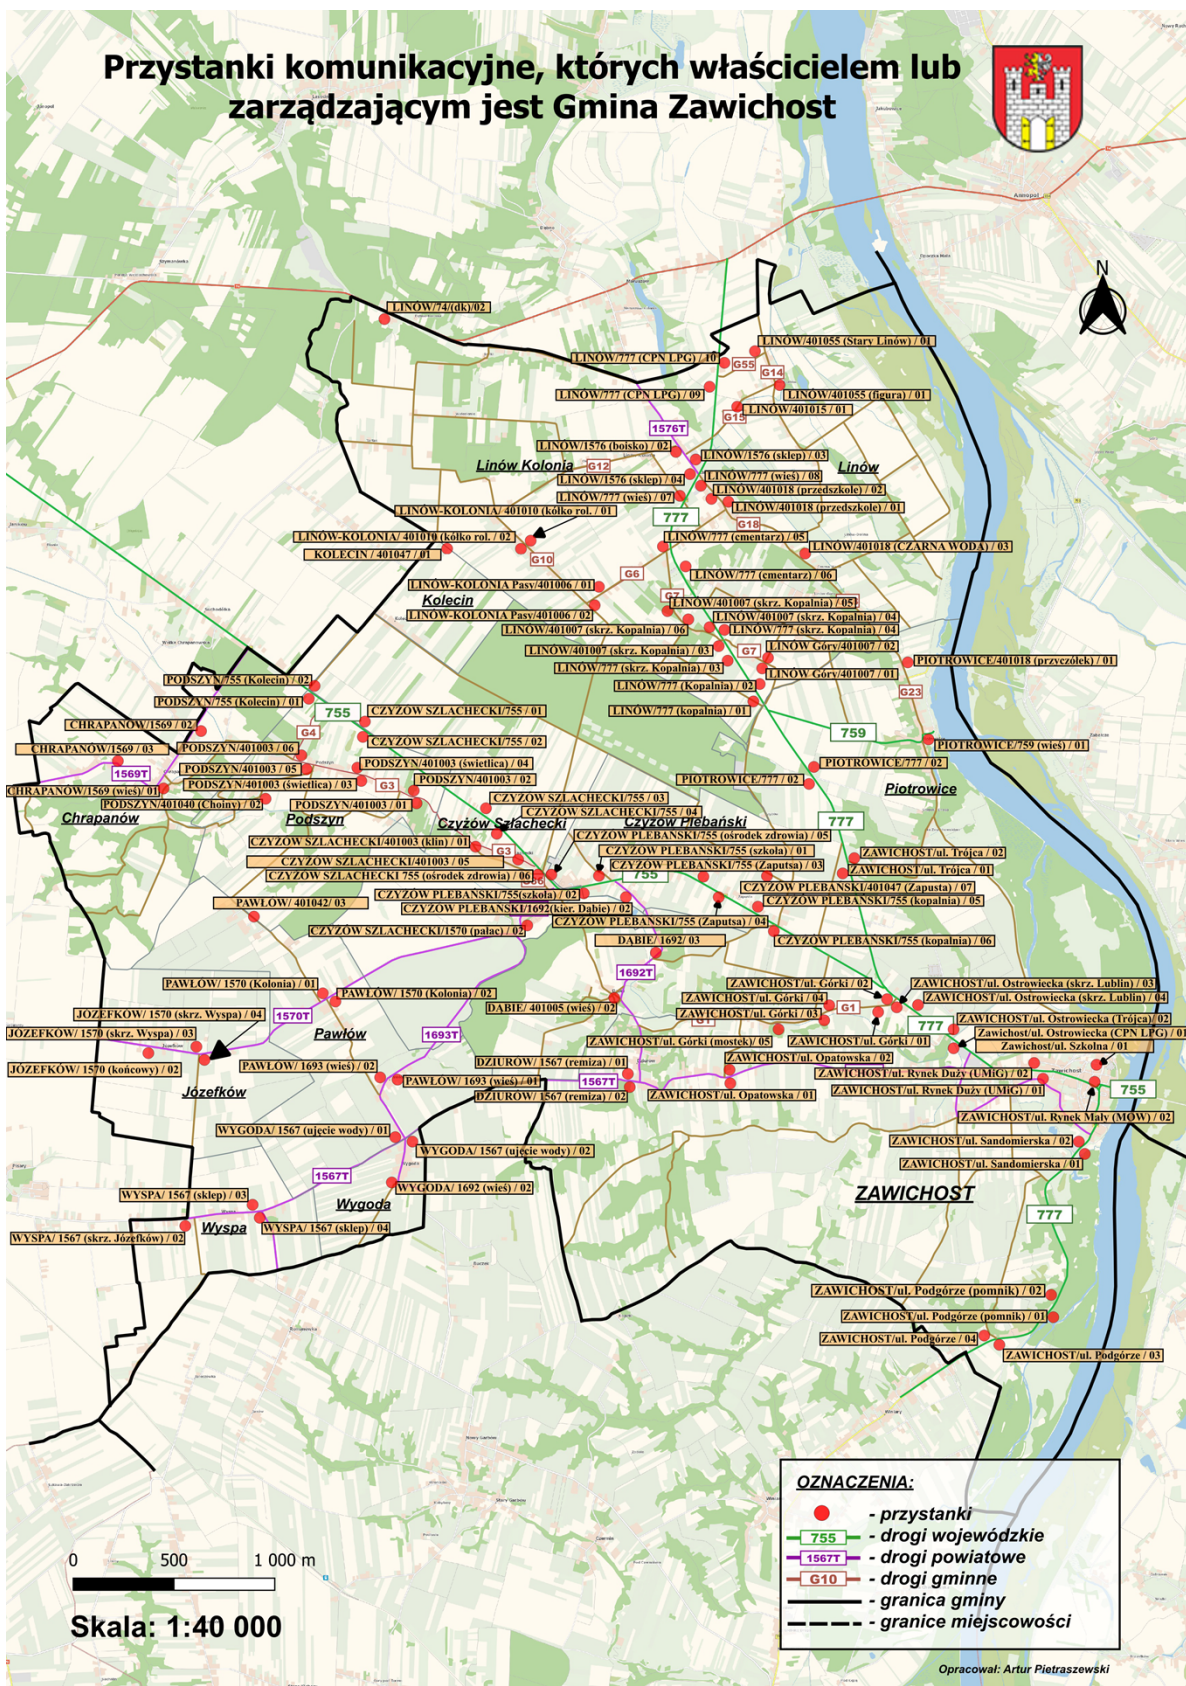 Przystanki komunikacyjne, których właścicielem lub
zarządzającym jest Gmina Zawichost
N
Annopol
LINÓW/74/(dk)/02
LINÓW/401055 (Stary Linów) / 01
LINÓW/777 (CPN LPG) / 10
G55
G14
LINÓW/777 (CPN LPG) / 09
LINÓW/401055 (figura) / 01
LINÓW/401015 / 01
G15
1576T
LINÓW/1576 (boisko) / 02
LINÓW/1576 (sklep) / 03
Linów Kolonia
G12
Linów
LINÓW/1576 (sklep) / 04
LINÓW/777 (wieś) / 08
LINÓW/777 (wieś) / 07
LINÓW/401018 (przedszkole) / 02
LINÓW/401018 (przedszkole) / 01
LINÓW-KOLONIA/ 401010 (kółko rol. / 01
777
G18
LINÓW-KOLONIA/ 401010 (kółko rol. / 02
LINÓW/777 (cmentarz) / 05
LINÓW/401018 (CZARNA WODA) / 03
KOLECIN / 401047 / 01
G10
G6
LINÓW/777 (cmentarz) / 06
LINÓW-KOLONIA Pasy/401006 / 01
Kolecin
G7
LINÓW/401007 (skrz. Kopalnia) / 05
LINÓW-KOLONIA Pasy/401006 / 02
LINÓW/401007 (skrz. Kopalnia) / 04
LINÓW/401007 (skrz. Kopalnia) / 06
LINÓW/777 (skrz. Kopalnia) / 04
LINÓW/401007 (skrz. Kopalnia) / 03
G7
LINÓW Góry/401007 / 02
LINÓW/777 (skrz. Kopalnia) / 03
LINÓW Góry/401007 / 01
PIOTROWICE/401018 (przyczółek) / 01
PODSZYN/755 (Kolecin) / 02
LINÓW/777 (Kopalnia) / 02
G23
PODSZYN/755 (Kolecin) / 01
LINÓW/777 (kopalnia) / 01
755
CZYŻÓW SZLACHECKI/755 / 01
CHRAPANÓW/1569 / 02
G4
759
CZYŻÓW SZLACHECKI/755 / 02
PIOTROWICE/759 (wieś) / 01
CHRAPANÓW/1569 / 03
PODSZYN/401003 / 06
1569T
PODSZYN/401003 / 05
PODSZYN/401003 (świetlica) / 04
PIOTROWICE/777 / 02
PODSZYN/401003 (świetlica) / 03
G3
PODSZYN/401003 / 02
PIOTROWICE/777 / 02
CHRAPANÓW/1569 (wieś) / 01
Piotrowice
PODSZYN/401040 (Choiny) / 02
PODSZYN/401003 / 01
CZYŻÓW SZLACHECKI/755 / 03
Chrapanów
Podszyn
CZYŻÓW SZLACHECKI/755 / 04
Czyżów Szlachecki
Czyżów Plebański
777
CZYŻÓW PLEBAŃSKI/755 (ośrodek zdrowia) / 05
CZYŻÓW SZLACHECKI/401003 (klin) / 01
G3
CZYŻÓW PLEBAŃSKI/755 (szkoła) / 01
ZAWICHOST/ul. Trójca / 02
CZYŻÓW SZLACHECKI/401003 / 05
CZYŻÓW PLEBAŃSKI/755 (Zaputsa) / 03
ZAWICHOST/ul. Trójca / 01
CZYŻÓW SZLACHECKI 755 (ośrodek zdrowia) / 06
755
CZYŻÓW PLEBAŃSKI/401047 (Zapusta) / 07
CZYŻÓW PLEBAŃSKI/755(szkoła) / 02
PAWŁÓW/ 401042/ 03
CZYŻÓW PLEBAŃSKI/755 (kopalnia) / 05
CZYŻÓW PLEBAŃSKI/1692(kier. Dąbie) / 02
CZYŻÓW PLEBAŃSKI/755 (Zaputsa) / 04
CZYŻÓW SZLACHECKI/1570 (pałac) / 02
CZYŻÓW PLEBAŃSKI/755 (kopalnia) / 06
DĄBIE/ 1692/ 03
1692T
PAWŁÓW/ 1570 (Kolonia) / 01
ZAWICHOST/ul. Górki / 02
ZAWICHOST/ul. Ostrowiecka (skrz. Lublin) / 03
PAWŁÓW/ 1570 (Kolonia) / 02
ZAWICHOST/ul. Górki / 04
ZAWICHOST/ul. Ostrowiecka (skrz. Lublin) / 04
DĄBIE/ 401005 (wieś) / 02
G1
JÓZEFKÓW/ 1570 (skrz. Wyspa) / 04
1570T
ZAWICHOST/ul. Górki / 03
G1
777
ZAWICHOST/ul. Ostrowiecka (Trójca) / 02
JÓZEFKÓW/ 1570 (skrz. Wyspa) / 03
Pawłów
1693T
ZAWICHOST/ul. Górki (mostek) / 05
ZAWICHOST/ul. Górki / 01
Zawichost/ul. Ostrowiecka (CPN LPG) / 01
Zawichost/ul. Szkolna / 01
DZIURÓW/ 1567 (remiza) / 01
ZAWICHOST/ul. Opatowska / 02
JÓZEFKÓW/ 1570 (końcowy) / 02
PAWŁÓW/ 1693 (wieś) / 02
ZAWICHOST/ul. Rynek Duży (UMiG) / 02
PAWŁÓW/ 1693 (wieś) / 01
1567T
Józefków
DZIURÓW/ 1567 (remiza) / 02
ZAWICHOST/ul. Opatowska / 01
ZAWICHOST/ul. Rynek Duży (UMiG) / 01
755
ZAWICHOST/ul. Rynek Mały (MOW) / 02
WYGODA/ 1567 (ujęcie wody) / 01
ZAWICHOST/ul. Sandomierska / 02
WYGODA/ 1567 (ujęcie wody) / 02
ZAWICHOST/ul. Sandomierska / 01
1567T
WYGODA/ 1692 (wieś) / 02
WYSPA/ 1567 (sklep) / 03
Wygoda
ZAWICHOST
777
WYSPA/ 1567 (sklep) / 04
Wyspa
WYSPA/ 1567 (skrz. Józefków) / 02
ZAWICHOST/ul. Podgórze (pomnik) / 02
ZAWICHOST/ul. Podgórze (pomnik) / 01
ZAWICHOST/ul. Podgórze / 04
ZAWICHOST/ul. Podgórze / 03
OZNACZENIA:
- przystanki
755 - drogi wojewódzkie
1567T - drogi powiatowe
G10 - drogi gminne
- granica gminy
- granice miejscowości
0 500 1 000 m
Skala: 1:40 000
Opracował: Artur Pietraszewski